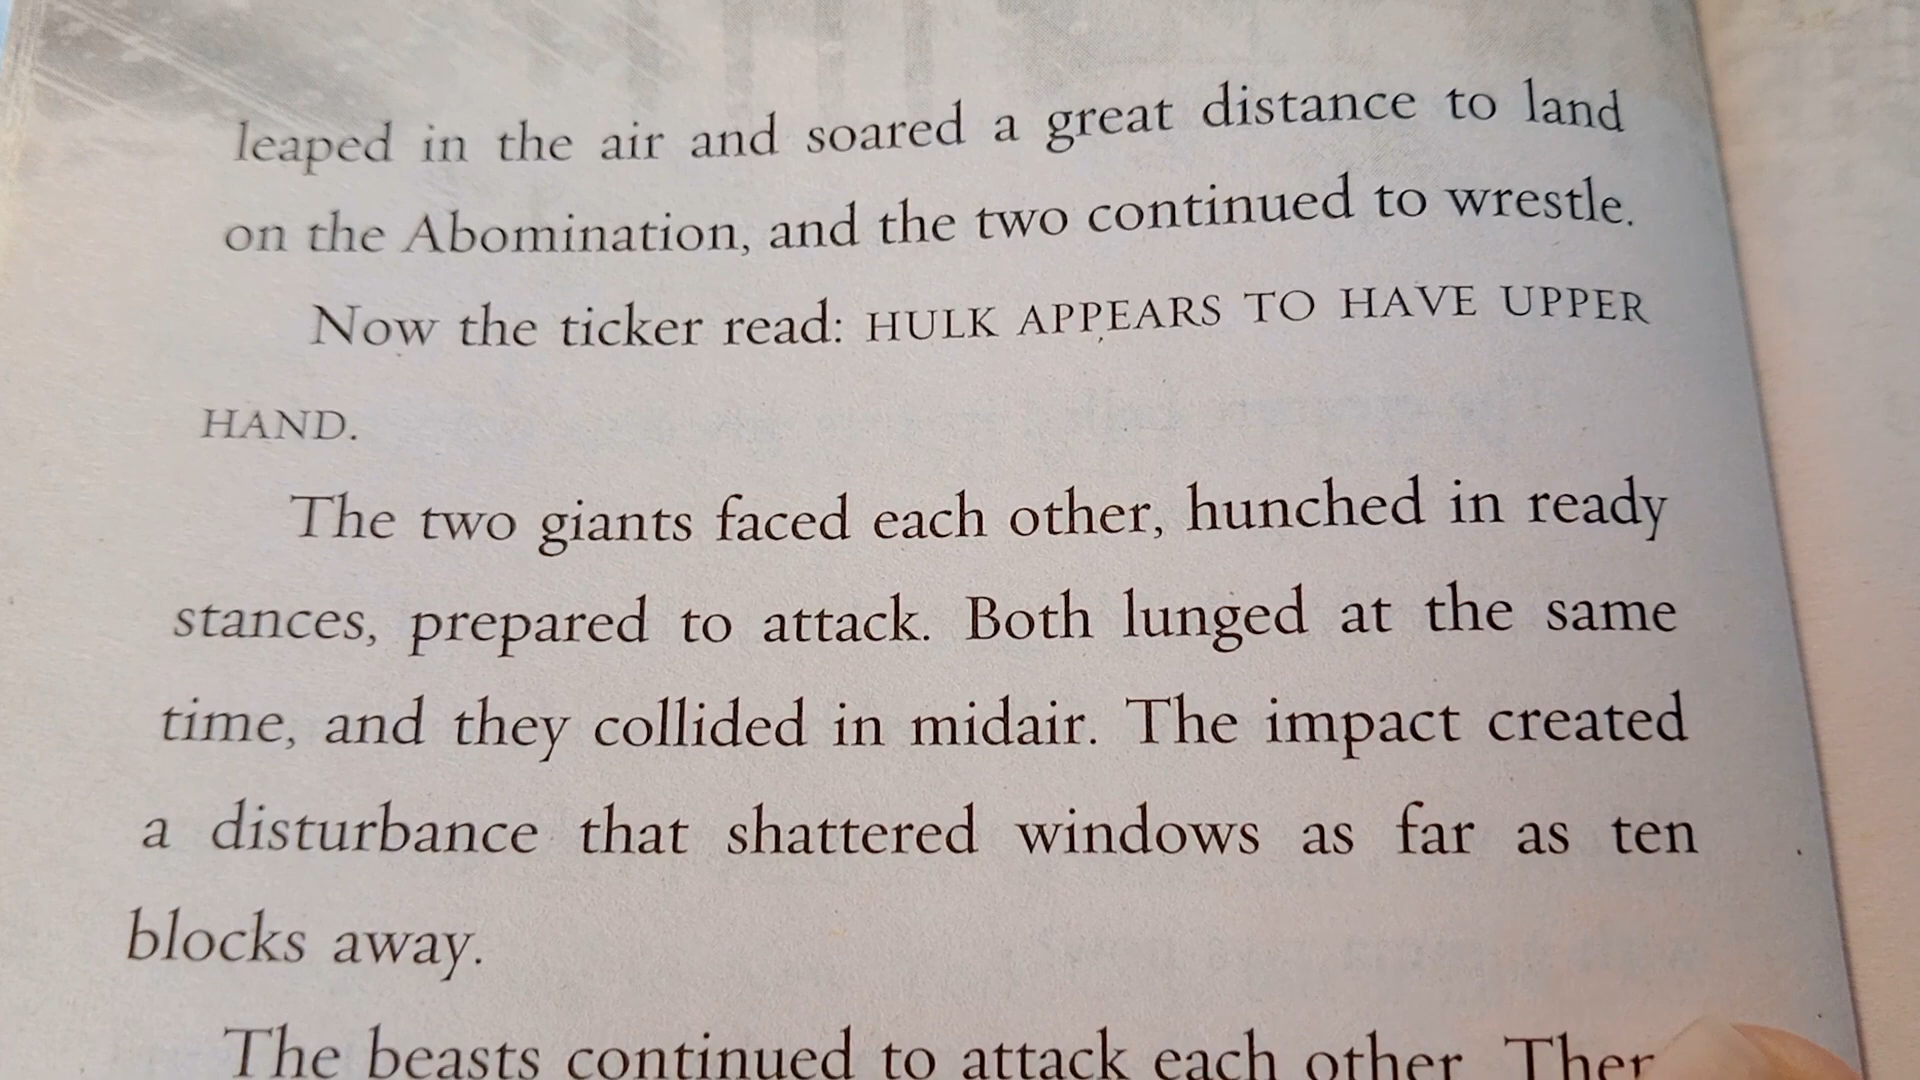 leaped in the air and soared a great distance to land
on the Abomination, and the two continued to wrestle.
Now the ticker read: HULK APPEARS TO HAVE UPPER
HAND.
The two giants faced each other, hunched in ready
stances, prepared to attack. Both lunged at the same
time, and they collided in midair. The impact created
a disturbance that shattered windows as far as ten
blocks away.
The beasts continued to attack each other